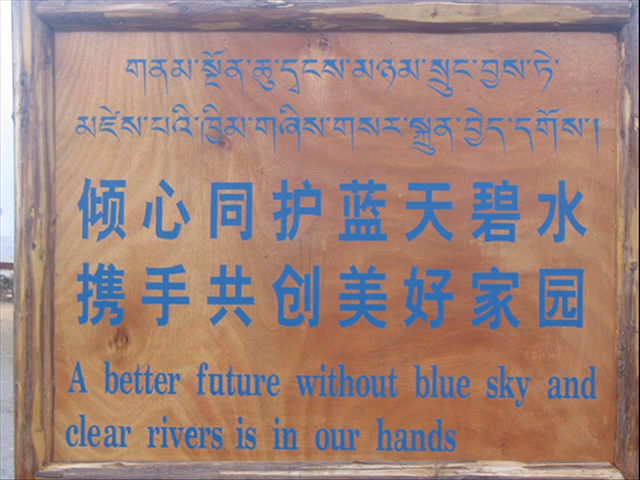 གནམ་སྔོན་ཆུ་དྭངས་མཉམ་སྲུང་བྱས་ཏེ་
མཛེས་པའི་ཁྱིམ་གཞིས་གསར་སྐྲུན་བྱེད་དགོས།
倾心同护蓝天碧水
携手共创美好家园
A better future without blue sky and
clear rivers is in our hands